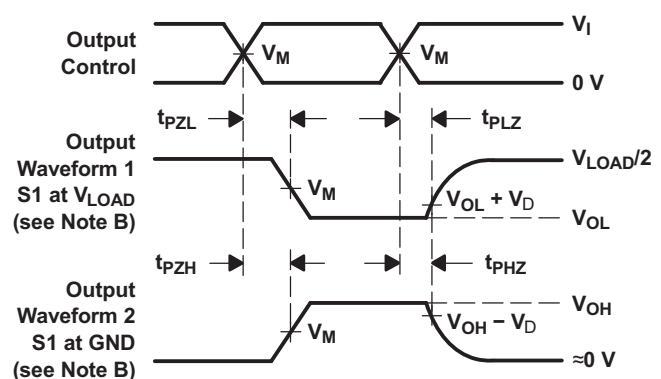 Output
Control
V_M
V_M
V_I
0 V
t_PZL
t_PLZ
Output
Waveform 1
S1 at V_LOAD
(see Note B)
V_M
V_LOAD/2
V_OL + V_D
V_OL
t_PZH
t_PHZ
Output
Waveform 2
S1 at GND
(see Note B)
V_M
V_OH
V_OH − V_D
≈0 V